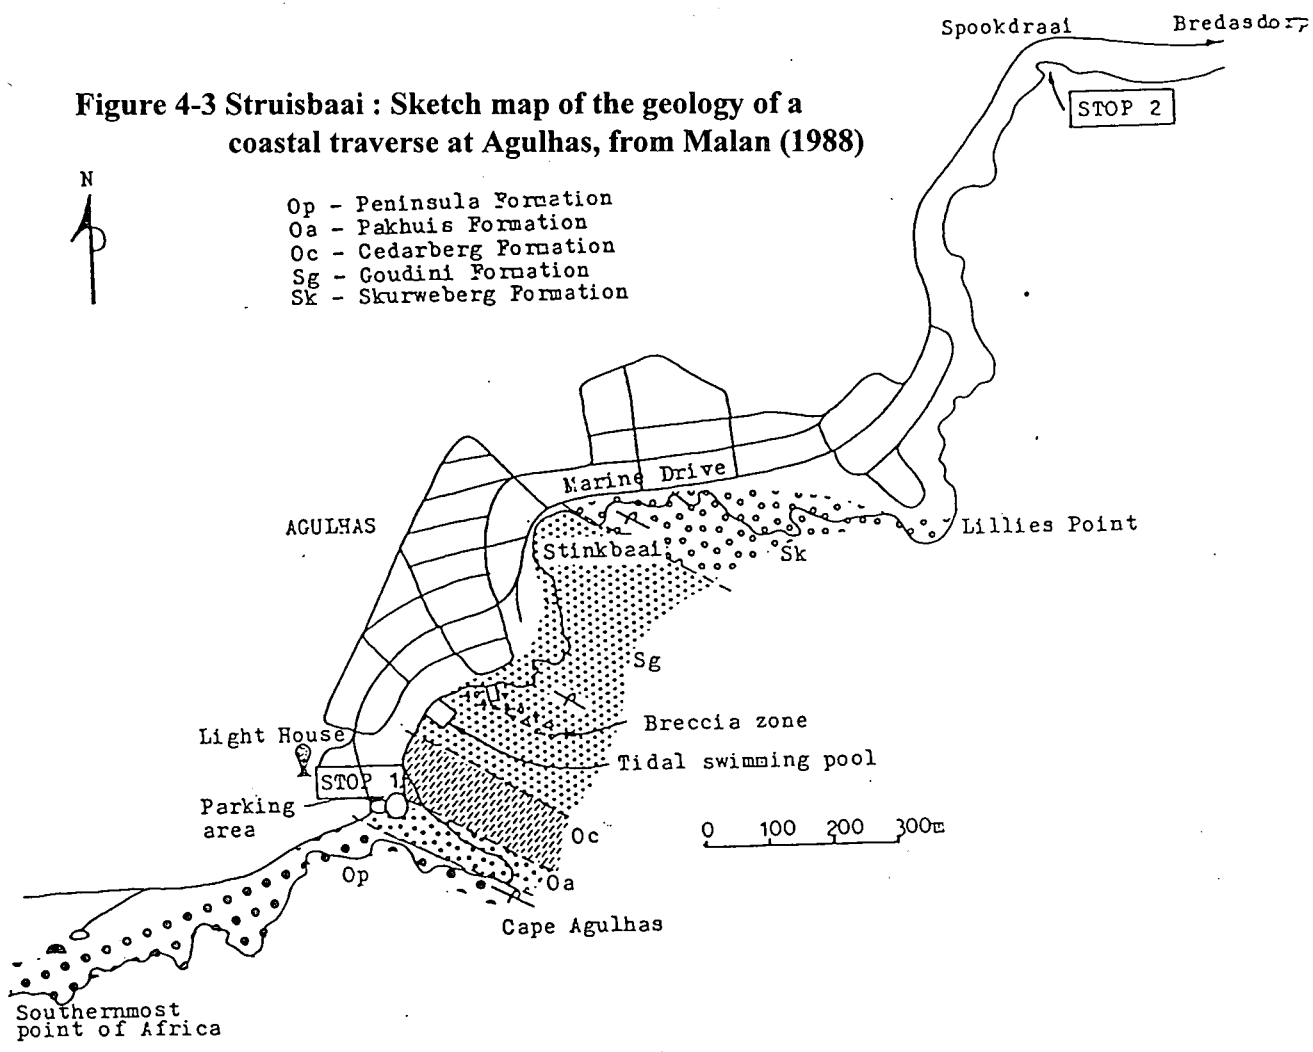 Spookdraai
Bredasdorp
Figure 4-3 Struisbaai : Sketch map of the geology of a
coastal traverse at Agulhas, from Malan (1988)
STOP 2
N
Op - Peninsula Formation
Oa - Pakhuis Formation
Oc - Cedarberg Formation
Sg - Goudini Formation
Sk - Skurweberg Formation
Marine Drive
AGULHAS
Lillies Point
Stinkbaai
Sk
Sg
Breccia zone
Light House
Tidal swimming pool
STOP 1
Parking
area
0 100 200 300m
Oc
Op
Oa
Cape Agulhas
Southernmost
point of Africa